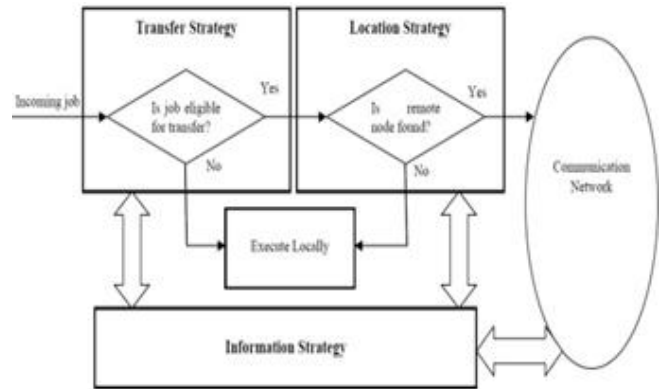 Transfer Strategy
Location Strategy
Incoming job
Is job eligible
for transfer?
Yes
No
Is remote
node found?
Yes
No
Communication
Network
Execute Locally
Information Strategy